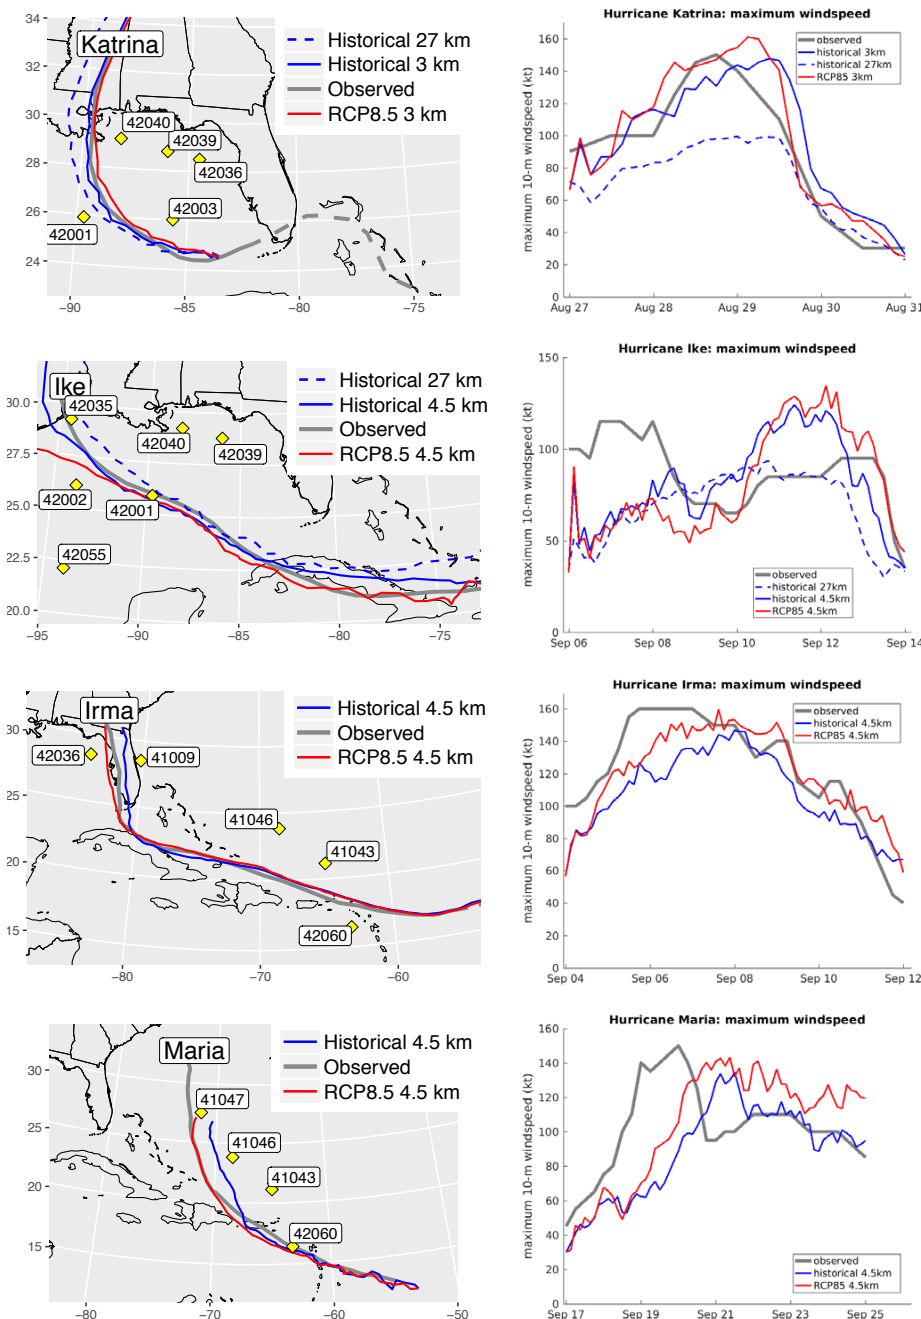 Hurricane Katrina: maximum windspeed
34
32
30
28
26
24
−90
−85
−80
−75
Katrina
Historical 27 km
Historical 3 km
Observed
RCP8.5 3 km
42040
42039
42036
42003
42001
maximum 10-m windspeed (kt)
160
140
120
100
80
60
40
20
0
observed
historical 3km
historical 27km
RCP85 3km
Aug 27
Aug 28
Aug 29
Aug 30
Aug 31
Hurricane Ike: maximum windspeed
30.0
27.5
25.0
22.5
20.0
−95
−90
−85
−80
−75
Ike
Historical 27 km
Historical 4.5 km
Observed
RCP8.5 4.5 km
42035
42040
42039
42002
42001
42055
maximum 10-m windspeed (kt)
150
100
50
0
observed
historical 27km
historical 4.5km
RCP85 4.5km
Sep 06
Sep 08
Sep 10
Sep 12
Sep 14
Hurricane Irma: maximum windspeed
30
25
20
15
−80
−70
−60
Irma
Historical 4.5 km
Observed
RCP8.5 4.5 km
42036
41009
41046
41043
42060
maximum 10-m windspeed (kt)
160
140
120
100
80
60
40
20
0
observed
historical 4.5km
RCP85 4.5km
Sep 04
Sep 06
Sep 08
Sep 10
Sep 12
Hurricane Maria: maximum windspeed
30
25
20
15
−80
−70
−60
−50
Maria
Historical 4.5 km
Observed
RCP8.5 4.5 km
41047
41046
41043
42060
maximum 10-m windspeed (kt)
160
140
120
100
80
60
40
20
0
observed
historical 4.5km
RCP85 4.5km
Sep 17
Sep 19
Sep 21
Sep 23
Sep 25